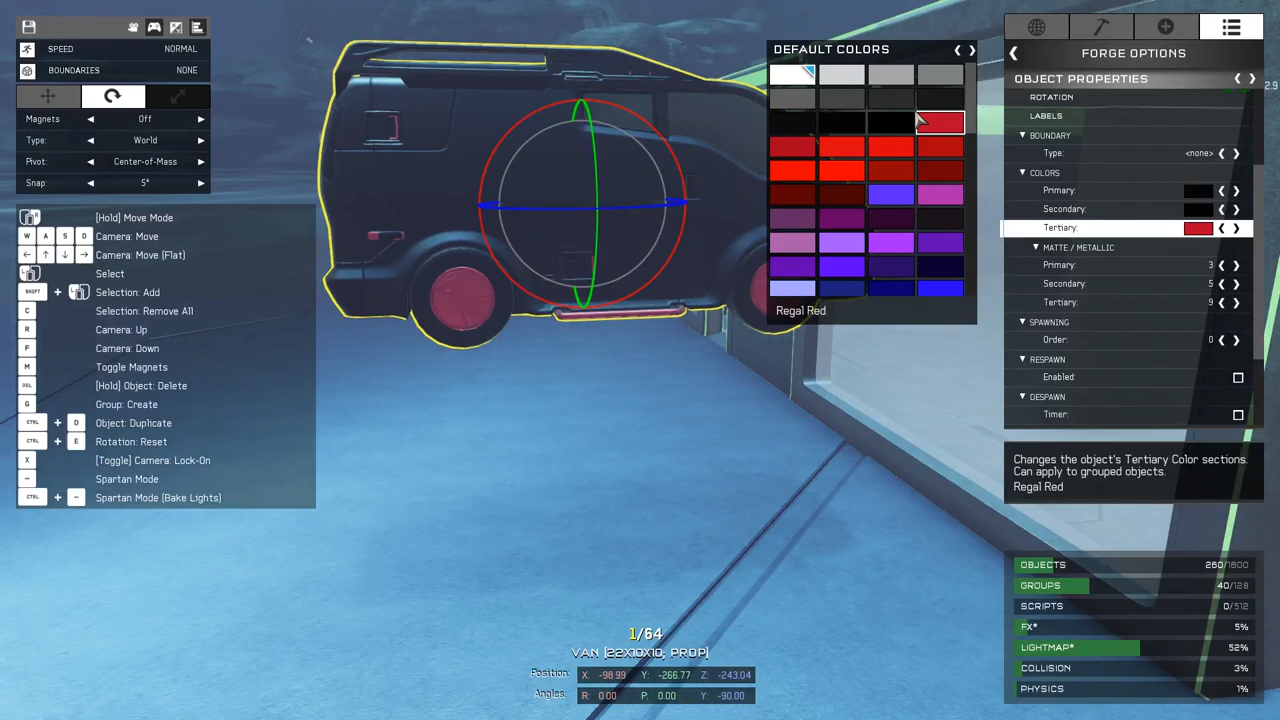 SPEED NORMAL
BOUNDARIES NONE
Magnets Off
Type: World
Pivot: Center-of-Mass
Snap: 5°
[Hold] Move Mode
W A S D Camera: Move
Camera: Move (Flat)
Select
SHIFT + Selection: Add
C Selection: Remove All
R Camera: Up
F Camera: Down
M Toggle Magnets
DEL [Hold] Object: Delete
G Group: Create
CTRL + D Object: Duplicate
CTRL + E Rotation: Reset
X [Toggle] Camera: Lock-On
~ Spartan Mode
CTRL + ~ Spartan Mode (Bake Lights)
DEFAULT COLORS
Regal Red
FORGE OPTIONS
OBJECT PROPERTIES
ROTATION
LABELS
BOUNDARY
Type: <none>
COLORS
Primary:
Secondary:
Tertiary:
MATTE / METALLIC
Primary: 3
Secondary: 5
Tertiary: 9
SPAWNING
Order: 0
RESPAWN
Enabled:
DESPAWN
Timer:
Changes the object's Tertiary Color sections.
Can apply to grouped objects.
Regal Red
OBJECTS 260/1600
GROUPS 40/128
SCRIPTS 0/512
FX* 5%
LIGHTMAP* 52%
COLLISION 3%
PHYSICS 1%
1/64
VAN [22X10X10; PROP]
Position: X: -98.99 Y: -266.77 Z: -243.04
Angles: R: 0.00 P: 0.00 Y: -90.00